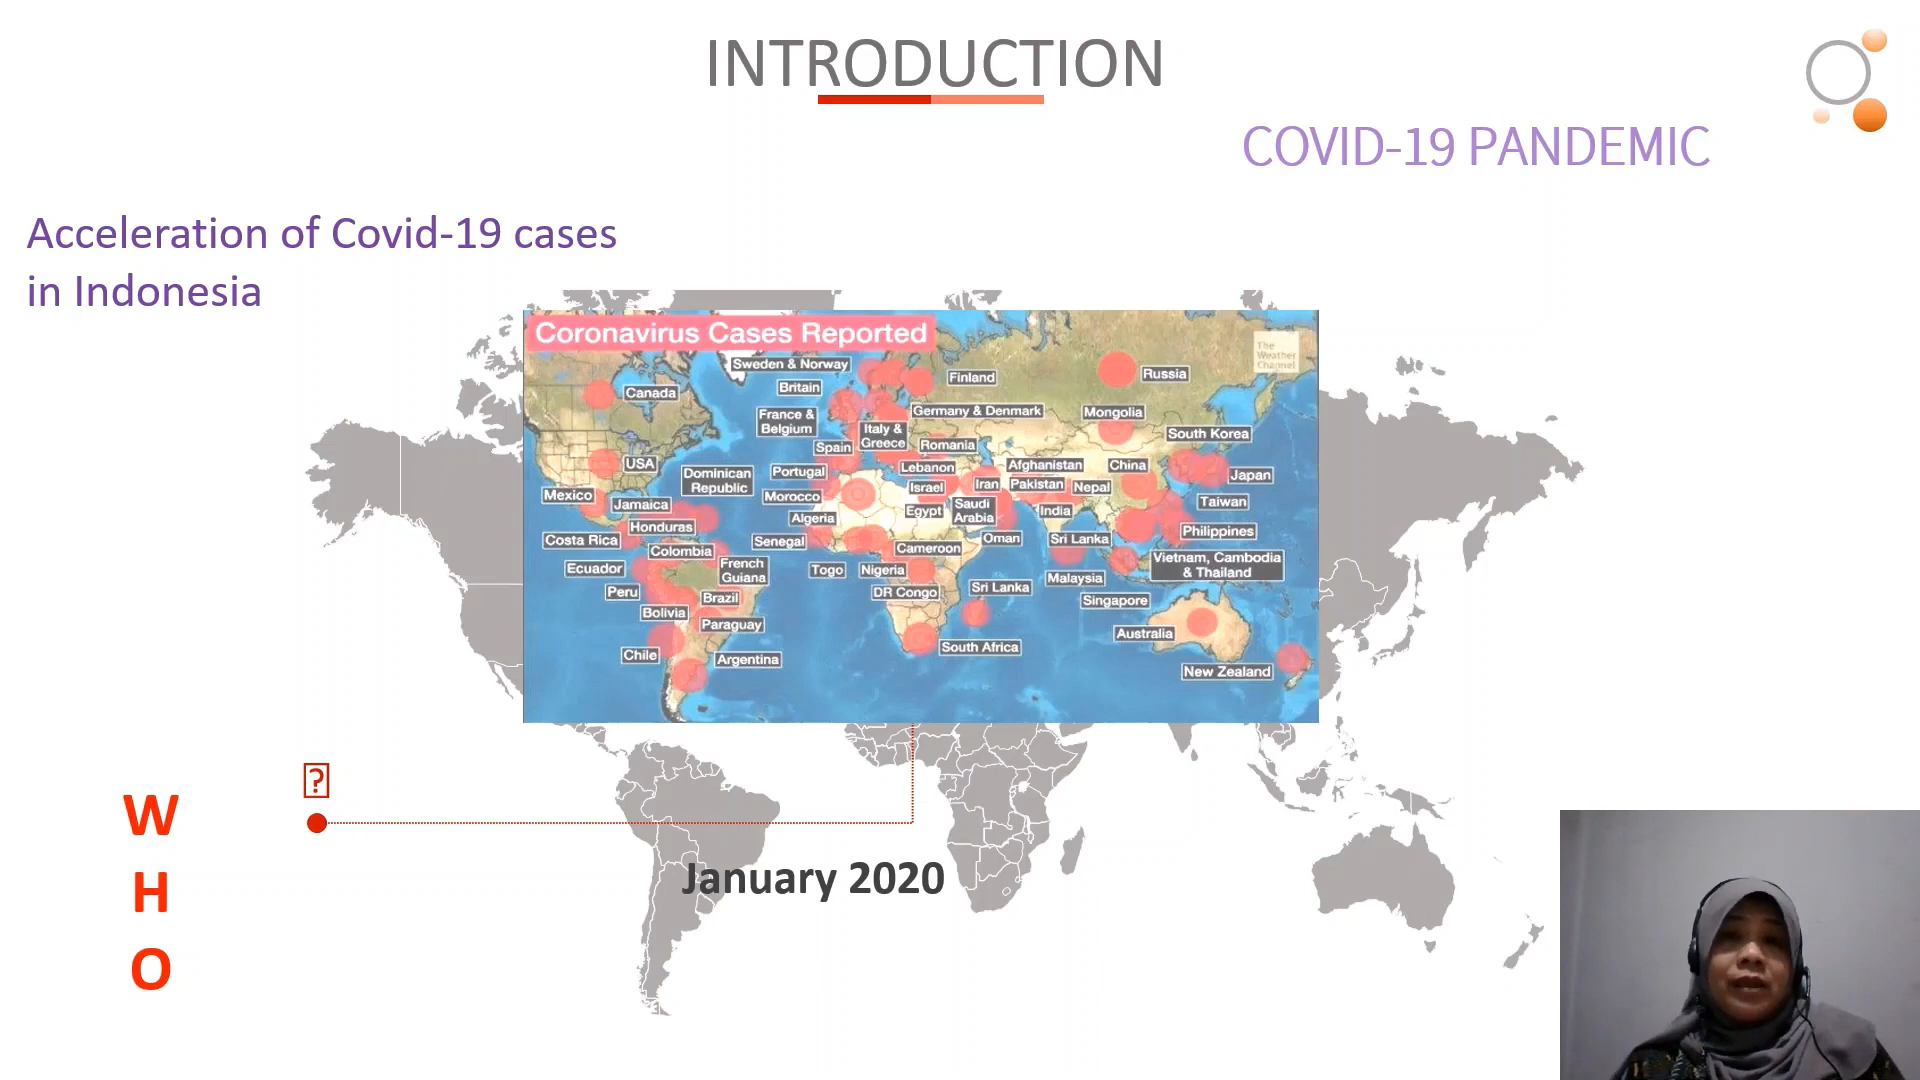 INTRODUCTION
COVID-19 PANDEMIC
Acceleration of Covid-19 cases
in Indonesia
Coronavirus Cases Reported
The
Weather
Channel
Sweden & Norway
Britain
Finland
Russia
Canada
France &
Belgium
Germany & Denmark
Mongolia
Italy &
Greece
South Korea
Spain
Romania
USA
Dominican
Republic
Portugal
Lebanon
Afghanistan
China
Japan
Mexico
Jamaica
Morocco
Israel
Iran
Pakistan
Nepal
Taiwan
Honduras
Algeria
Egypt
Saudi
Arabia
India
Philippines
Costa Rica
Colombia
Senegal
Cameroon
Oman
Sri Lanka
Vietnam, Cambodia
& Thailand
Ecuador
French
Guiana
Togo
Nigeria
Malaysia
Peru
Brazil
DR Congo
Sri Lanka
Singapore
Bolivia
Paraguay
Australia
Chile
Argentina
South Africa
New Zealand
?
W
H
O
January 2020